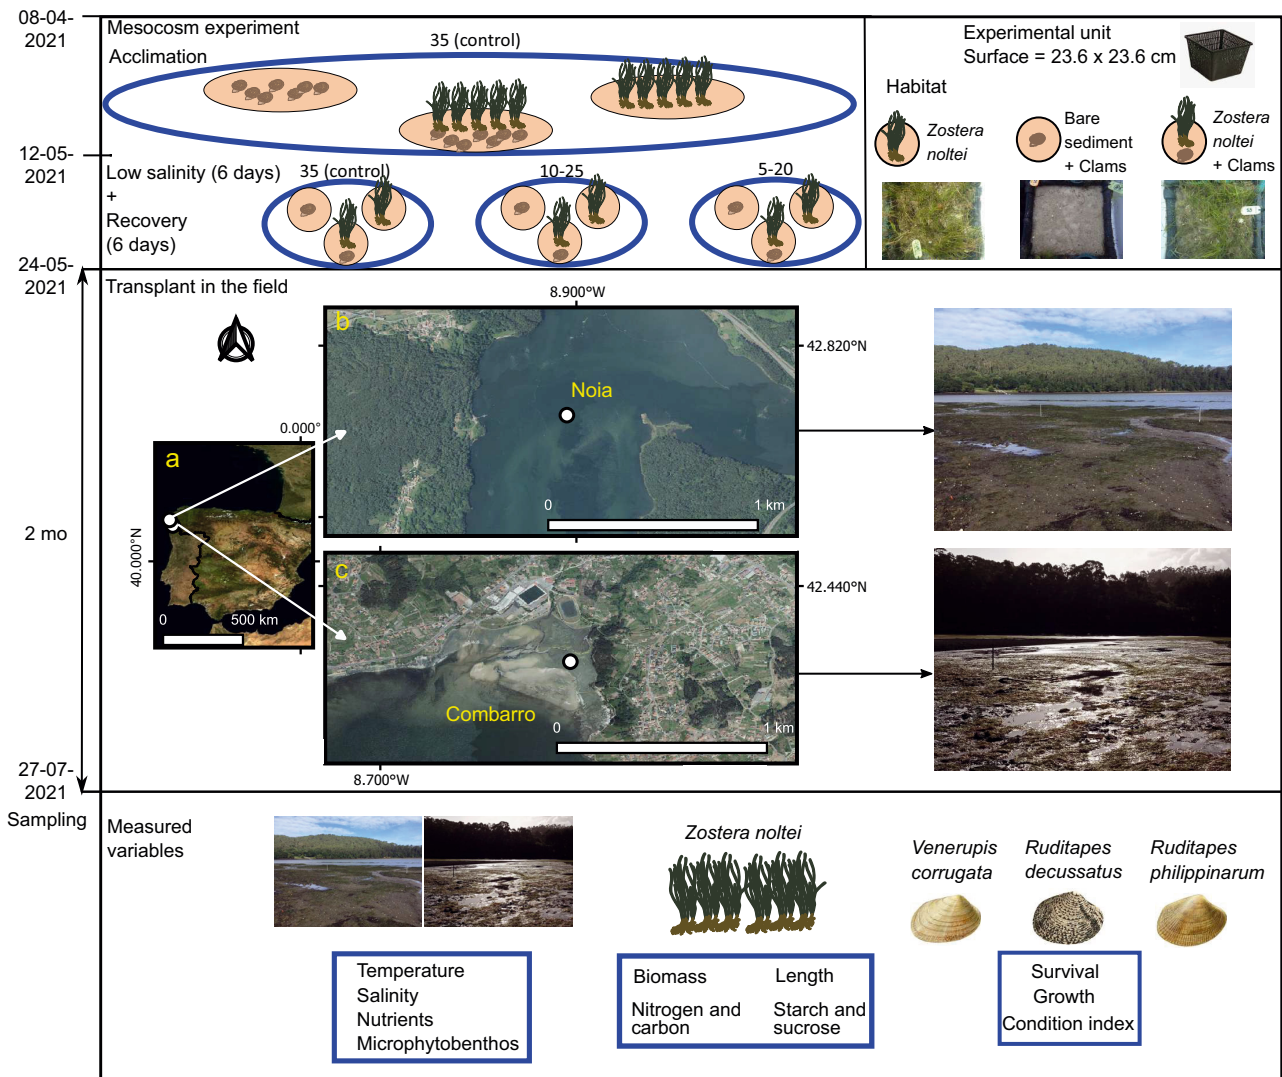 08-04-
2021
Mesocosm experiment
Acclimation
35 (control)
Experimental unit
Surface = 23.6 x 23.6 cm
Habitat
Zostera
noltei
Bare
sediment
+ Clams
Zostera
noltei
+ Clams
12-05-
2021
Low salinity (6 days)
+
Recovery
(6 days)
35 (control)
10-25
5-20
24-05-
2021
Transplant in the field
8.900°W
b
42.820°N
Noia
0
1 km
0.000°
a
40.000°N
0
500 km
2 mo
c
42.440°N
Combarro
0
1 km
8.700°W
27-07-
2021
Sampling
Measured
variables
Temperature
Salinity
Nutrients
Microphytobenthos
Zostera noltei
Biomass
Length
Nitrogen and
carbon
Starch and
sucrose
Venerupis
corrugata
Ruditapes
decussatus
Ruditapes
philippinarum
Survival
Growth
Condition index